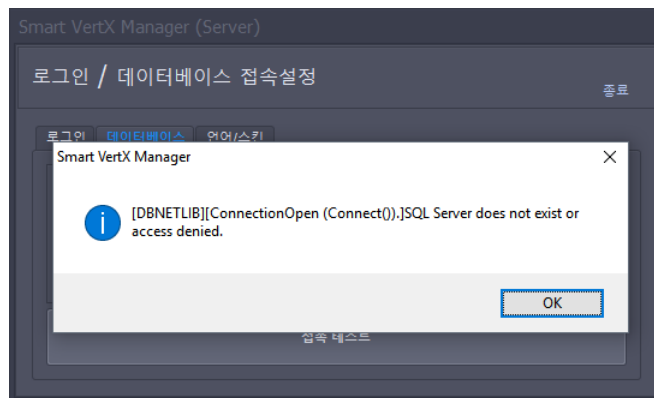 Smart VertX Manager (Server)
로그인 / 데이터베이스 접속설정
종료
로그인 데이터베이스 언어/스킨
Smart VertX Manager
[DBNETLIB][ConnectionOpen (Connect()).]SQL Server does not exist or
access denied.
OK
접속 테스트